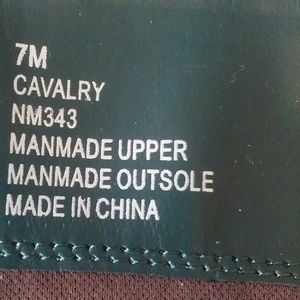 7M
CAVALRY
NM343
MANMADE UPPER
MANMADE OUTSOLE
MADE IN CHINA